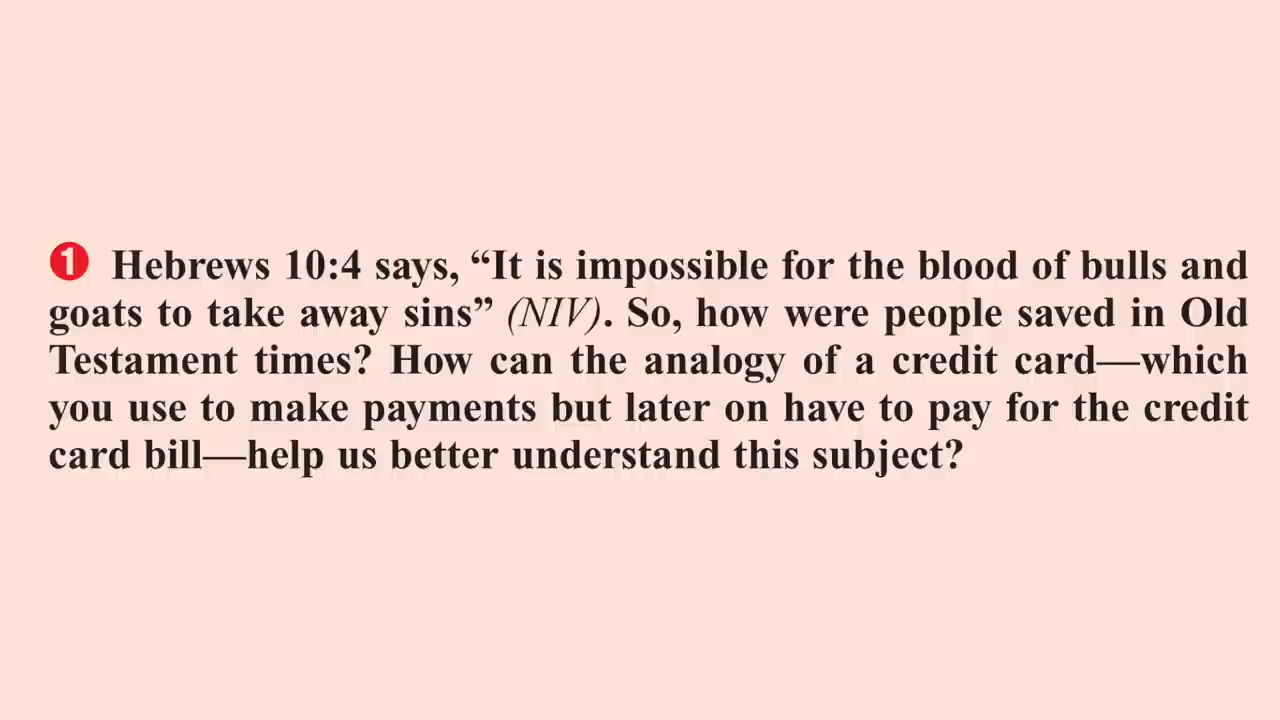 1 Hebrews 10:4 says, “It is impossible for the blood of bulls and
goats to take away sins” (NIV). So, how were people saved in Old
Testament times? How can the analogy of a credit card—which
you use to make payments but later on have to pay for the credit
card bill—help us better understand this subject?